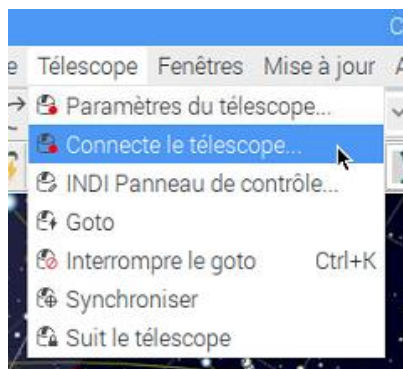 C
e Télescope Fenêtres Mise à jour A
Paramètres du télescope...
Connecte le télescope...
INDI Panneau de contrôle...
Goto
Interrompre le goto Ctrl+K
Synchroniser
Suit le télescope